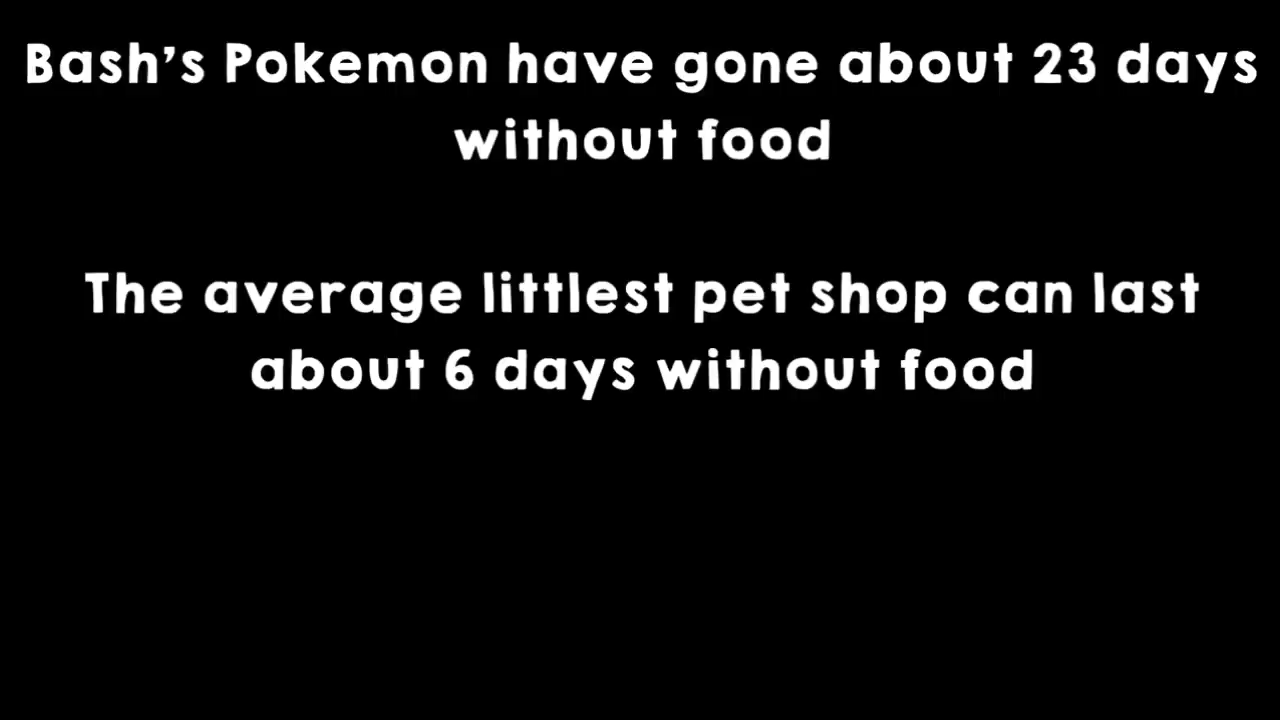 Bash's Pokemon have gone about 23 days
without food
The average littlest pet shop can last
about 6 days without food